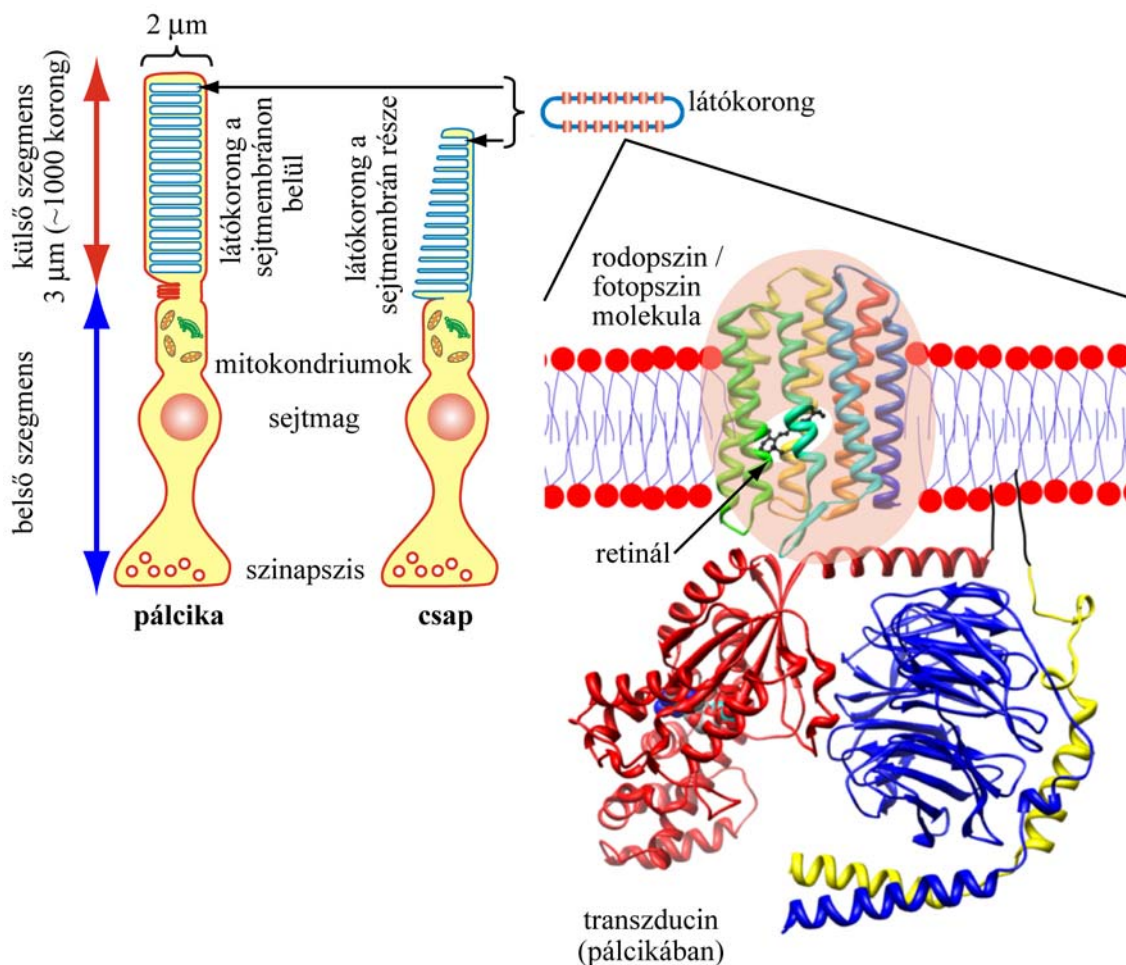 2 μm
külső szegmens
3 μm (~1000 korong)
látókorong a
sejtmembránon
belül
látókorong a
sejtmembrán része
látókorong
belső szegmens
mitokondriumok
sejtmag
szinapszis
pálcika
csap
rodopszin /
fotopszin
molekula
retinál
transzducin
(pálcikában)